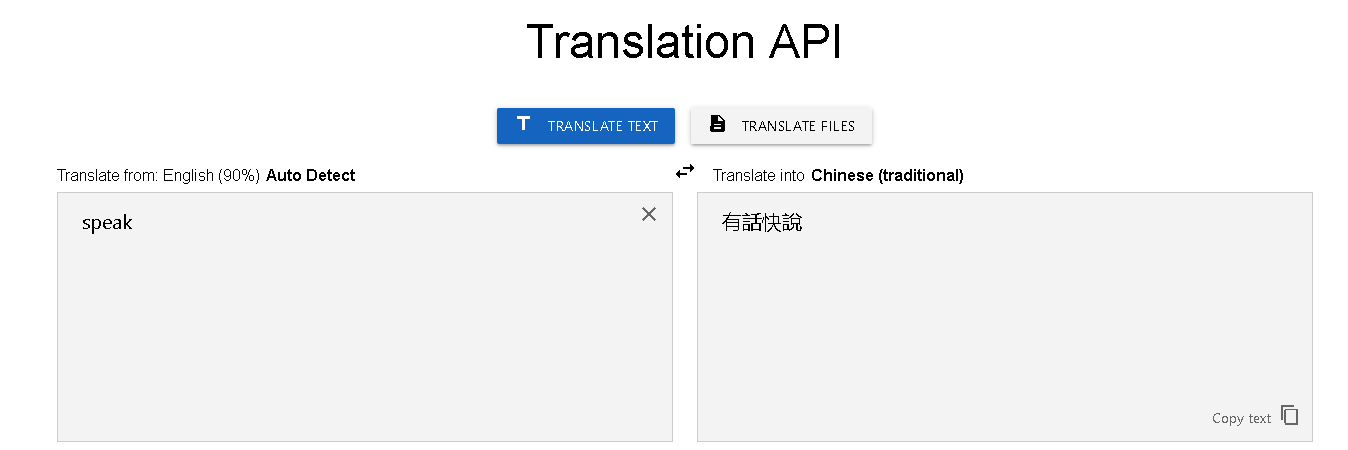 Translation API
TRANSLATE TEXT
TRANSLATE FILES
Translate from: English (90%) Auto Detect
Translate into Chinese (traditional)
speak
有話快說
Copy text